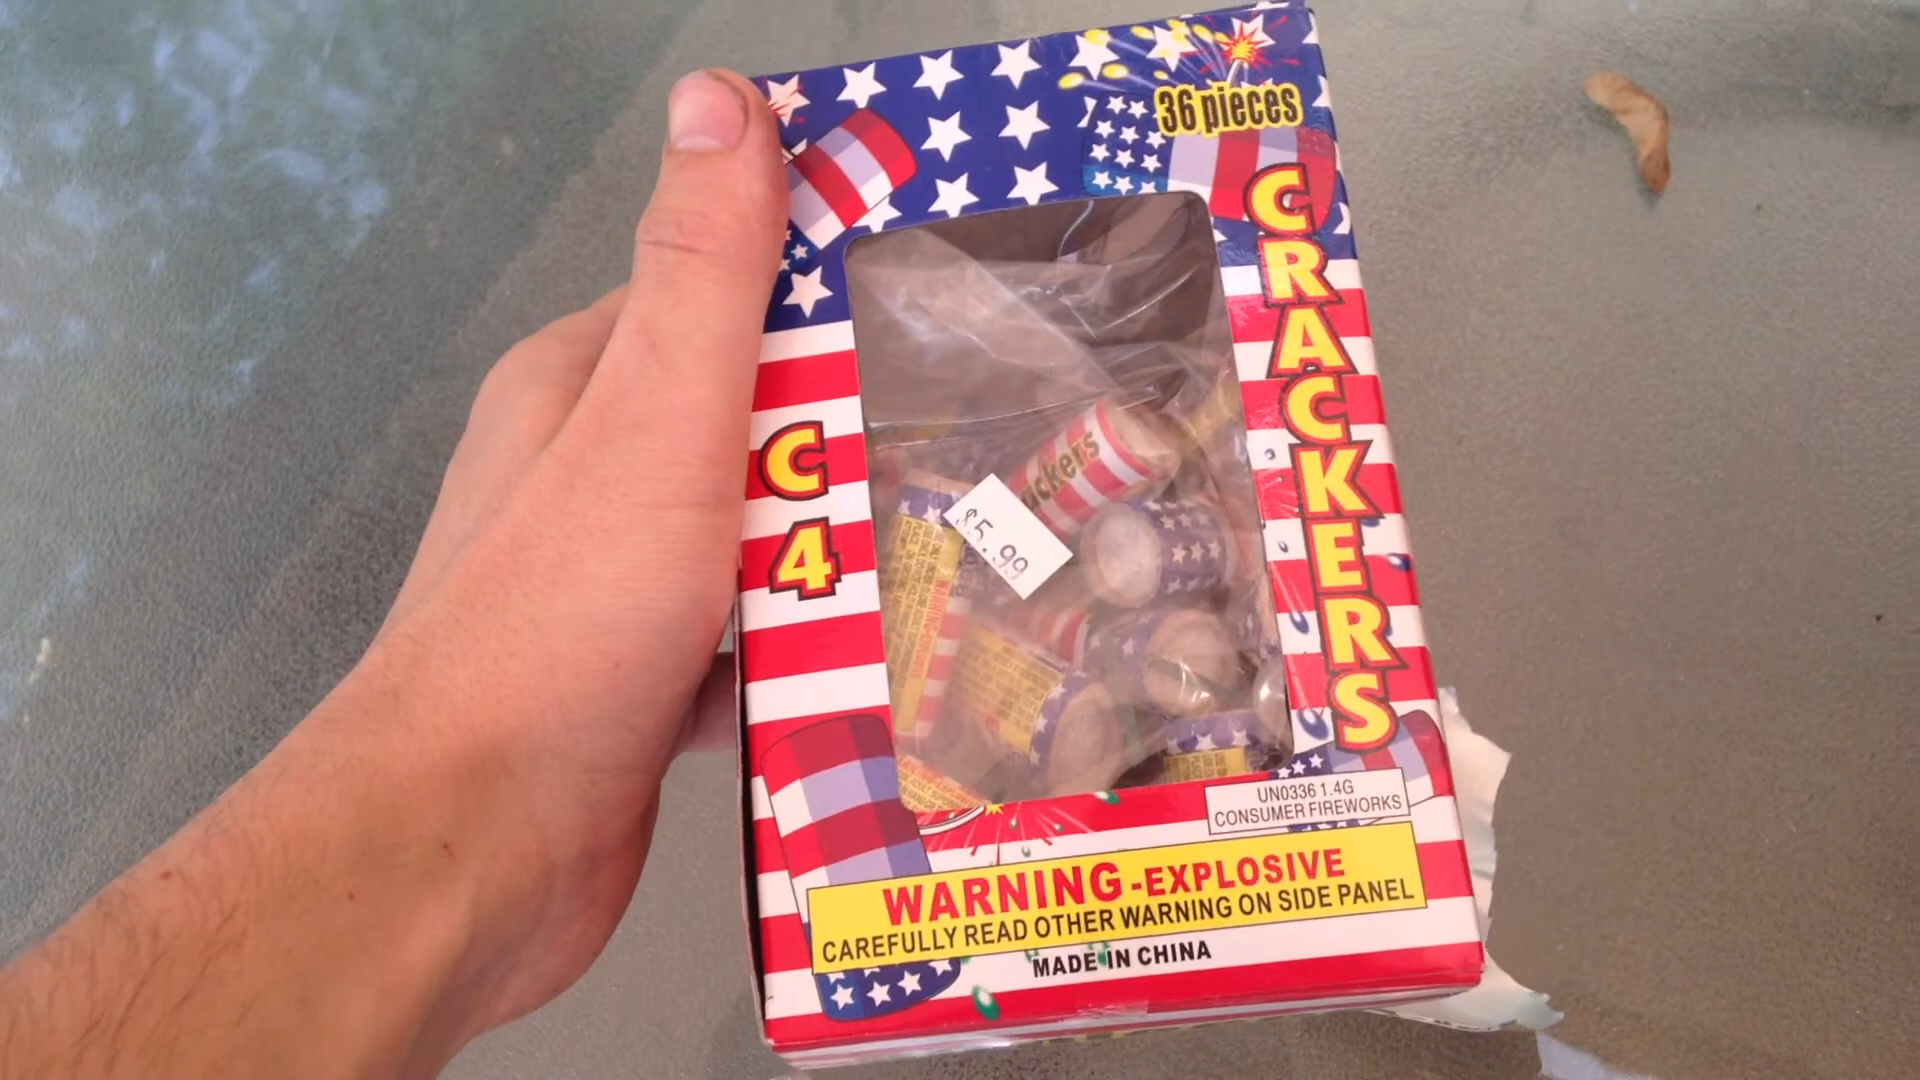 36 pieces
C4
CRACKERS
ckers
$5.99
UN0336 1.4G
CONSUMER FIREWORKS
WARNING-EXPLOSIVE
CAREFULLY READ OTHER WARNING ON SIDE PANEL
MADE IN CHINA